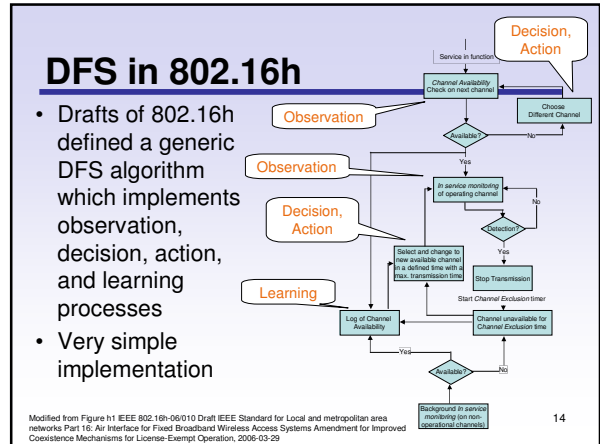 DFS in 802.16h
• Drafts of 802.16h
defined a generic
DFS algorithm
which implements
observation,
decision, action,
and learning
processes
• Very simple
implementation
Decision,
Action
Service in function
Channel Availability
Check on next channel
Choose
Different Channel
Observation
Available?
No
Yes
Observation
In service monitoring
of operating channel
No
Decision,
Action
Detection?
Yes
Select and change to
new available channel
in a defined time with a
max. transmission time
Stop Transmission
Start Channel Exclusion timer
Learning
Log of Channel
Availability
Channel unavailable for
Channel Exclusion time
Yes
Available?
No
Background In service
monitoring (on non-
operational channels)
Modified from Figure h1 IEEE 802.16h-06/010 Draft IEEE Standard for Local and metropolitan area
networks Part 16: Air Interface for Fixed Broadband Wireless Access Systems Amendment for Improved
Coexistence Mechanisms for License-Exempt Operation, 2006-03-29
14